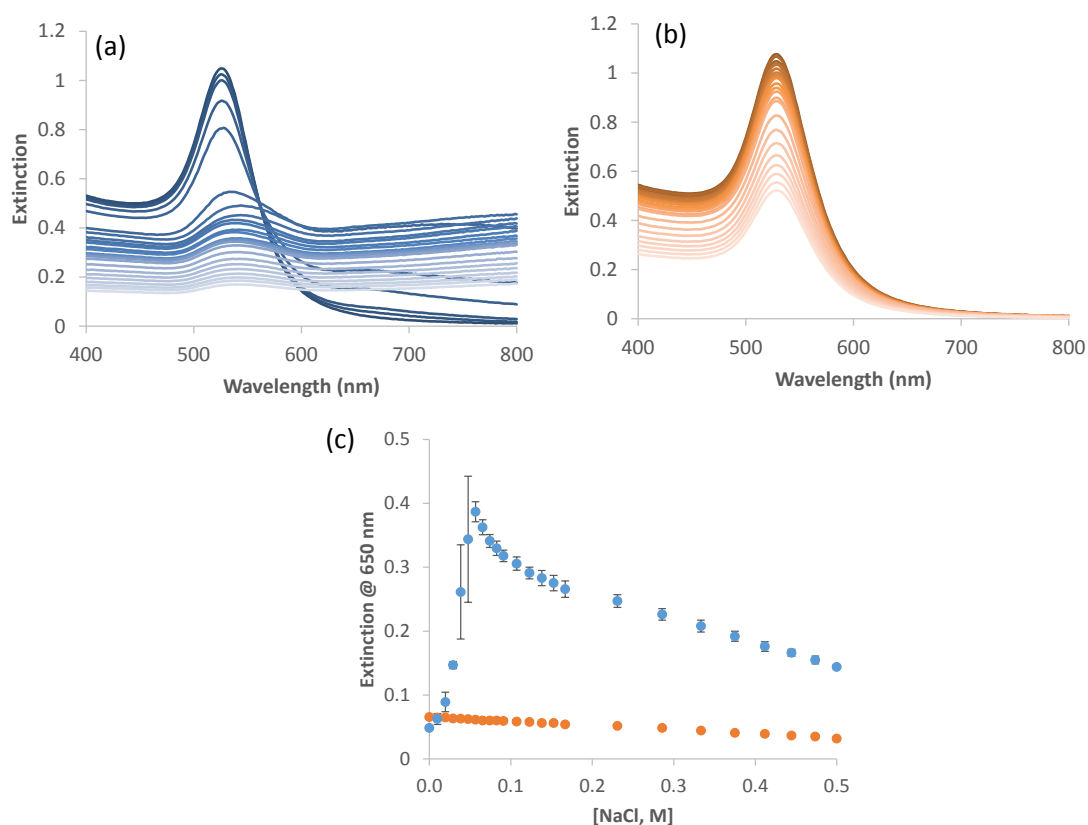 (a)
Extinction
1.2
1
0.8
0.6
0.4
0.2
0
400 500 600 700 800
Wavelength (nm)
(b)
Extinction
1.2
1
0.8
0.6
0.4
0.2
0
400 500 600 700 800
Wavelength (nm)
(c)
Extinction @ 650 nm
0.5
0.4
0.3
0.2
0.1
0
0.0 0.1 0.2 0.3 0.4 0.5
[NaCl, M]